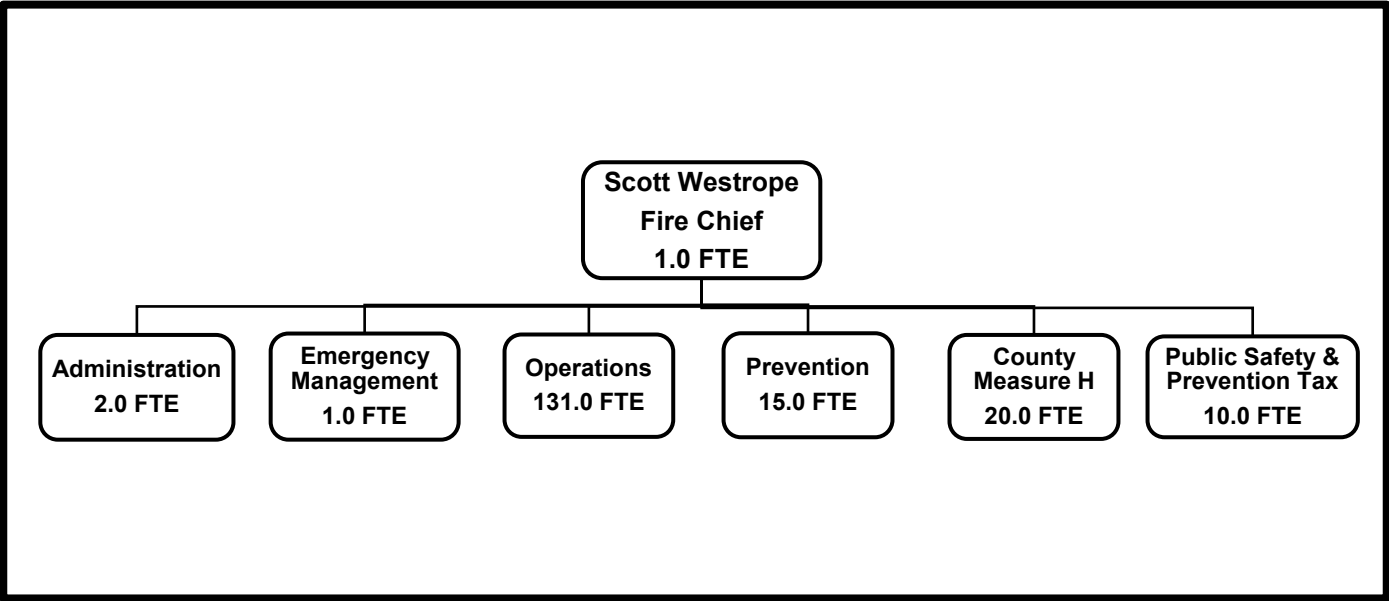 Scott Westrope
Fire Chief
1.0 FTE
Administration
2.0 FTE
Emergency
Management
1.0 FTE
Operations
131.0 FTE
Prevention
15.0 FTE
County
Measure H
20.0 FTE
Public Safety &
Prevention Tax
10.0 FTE